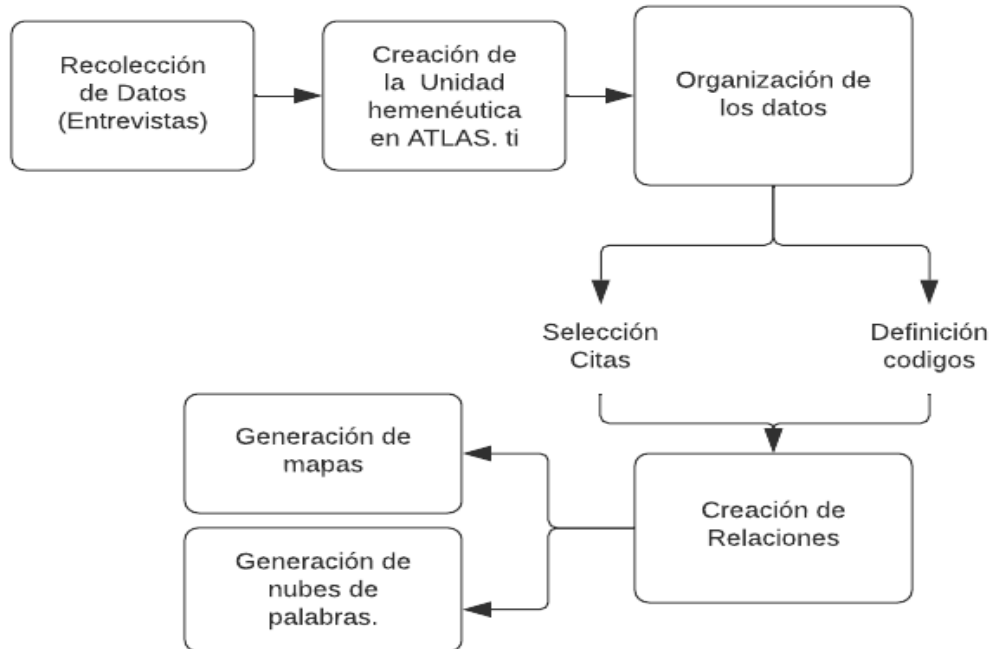 Recolección
de Datos
(Entrevistas)
Creación de
la Unidad
hemenéutica
en ATLAS. ti
Organización de
los datos
Selección
Citas
Definición
codigos
Generación de
mapas
Creación de
Relaciones
Generación de
nubes de
palabras.